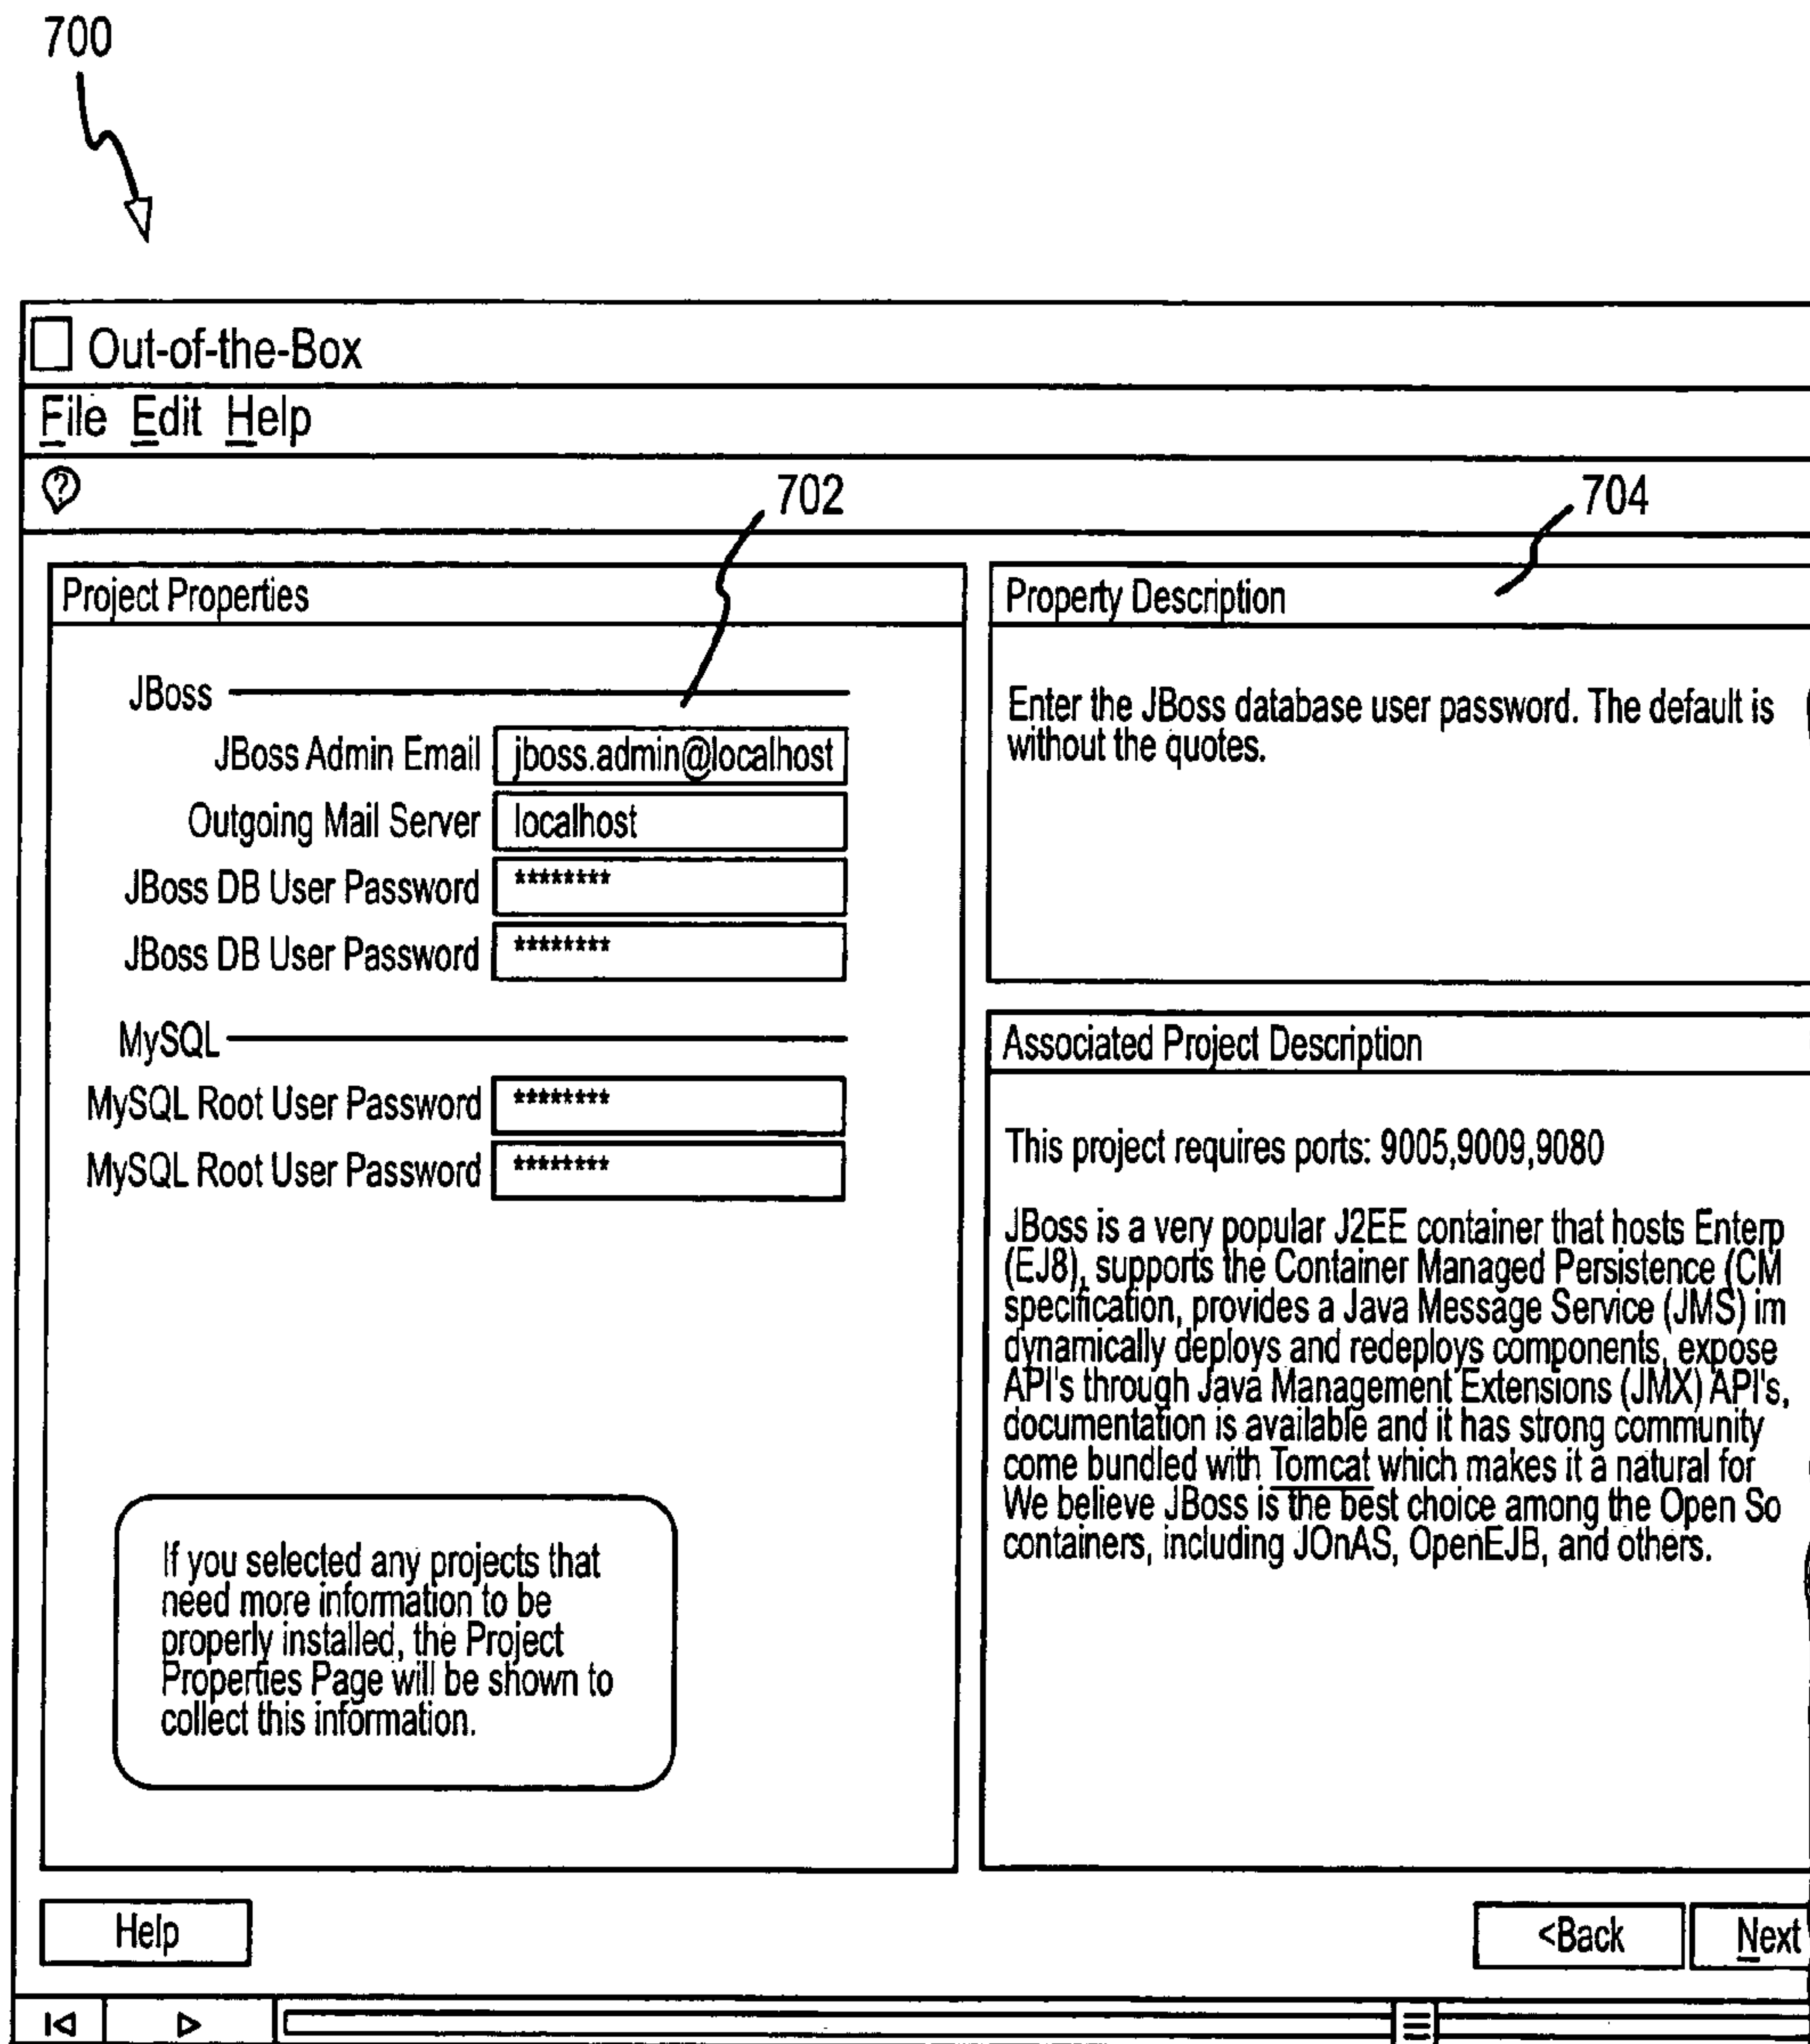 700
Out-of-the-Box
File Edit Help
?
702
704
Project Properties
JBoss
JBoss Admin Email jboss.admin@localhost
Outgoing Mail Server localhost
JBoss DB User Password ********
JBoss DB User Password ********
MySQL
MySQL Root User Password ********
MySQL Root User Password ********
If you selected any projects that
need more information to be
properly installed, the Project
Properties Page will be shown to
collect this information.
Property Description
Enter the JBoss database user password. The default is
without the quotes.
Associated Project Description
This project requires ports: 9005,9009,9080
JBoss is a very popular J2EE container that hosts Enterp
(EJ8), supports the Container Managed Persistence (CM
specification, provides a Java Message Service (JMS) im
dynamically deploys and redeploys components, expose
API's through Java Management Extensions (JMX) API's,
documentation is available and it has strong community
come bundled with Tomcat which makes it a natural for
We believe JBoss is the best choice among the Open So
containers, including JOnAS, OpenEJB, and others.
Help
<Back
Next